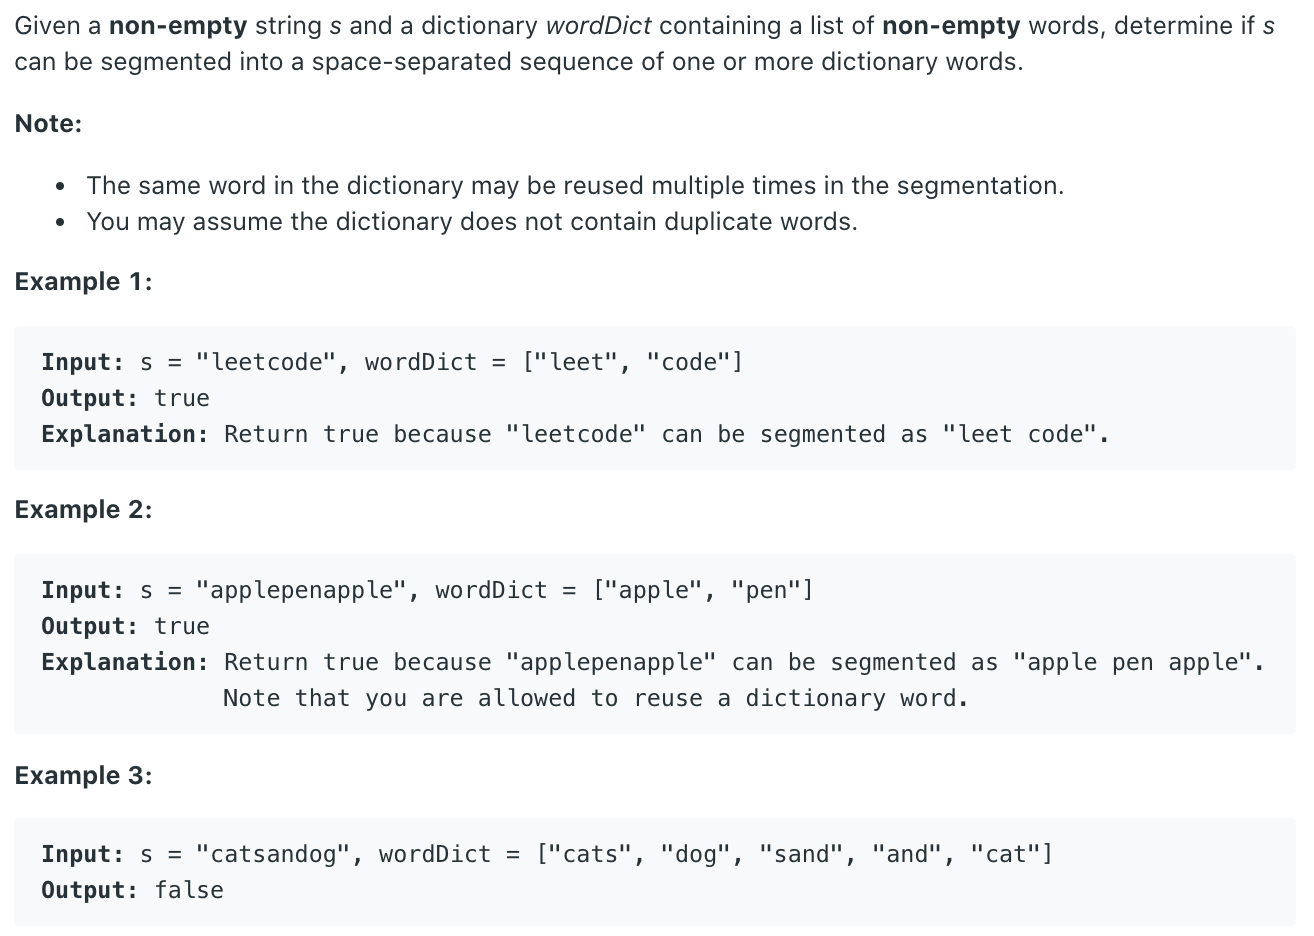 Given a non-empty string s and a dictionary wordDict containing a list of non-empty words, determine if s
can be segmented into a space-separated sequence of one or more dictionary words.
Note:
• The same word in the dictionary may be reused multiple times in the segmentation.
• You may assume the dictionary does not contain duplicate words.
Example 1:
Input: s = "leetcode", wordDict = ["leet", "code"]
Output: true
Explanation: Return true because "leetcode" can be segmented as "leet code".
Example 2:
Input: s = "applepenapple", wordDict = ["apple", "pen"]
Output: true
Explanation: Return true because "applepenapple" can be segmented as "apple pen apple".
Note that you are allowed to reuse a dictionary word.
Example 3:
Input: s = "catsandog", wordDict = ["cats", "dog", "sand", "and", "cat"]
Output: false